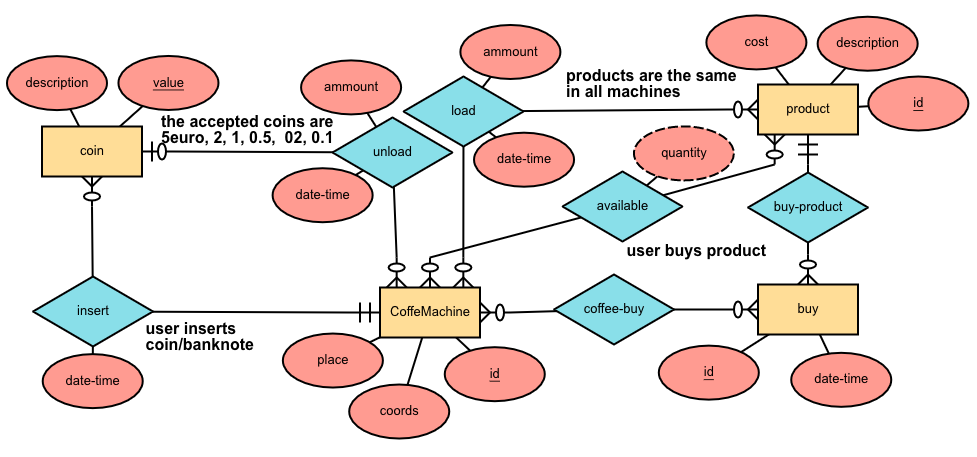 cost
description
ammount
description
value
ammount
products are the same
in all machines
id
product
load
the accepted coins are
5euro, 2, 1, 0.5,  02, 0.1
coin
unload
date-time
quantity
date-time
available
buy-product
user buys product
insert
CoffeMachine
coffee-buy
buy
user inserts
coin/banknote
place
id
id
date-time
date-time
coords